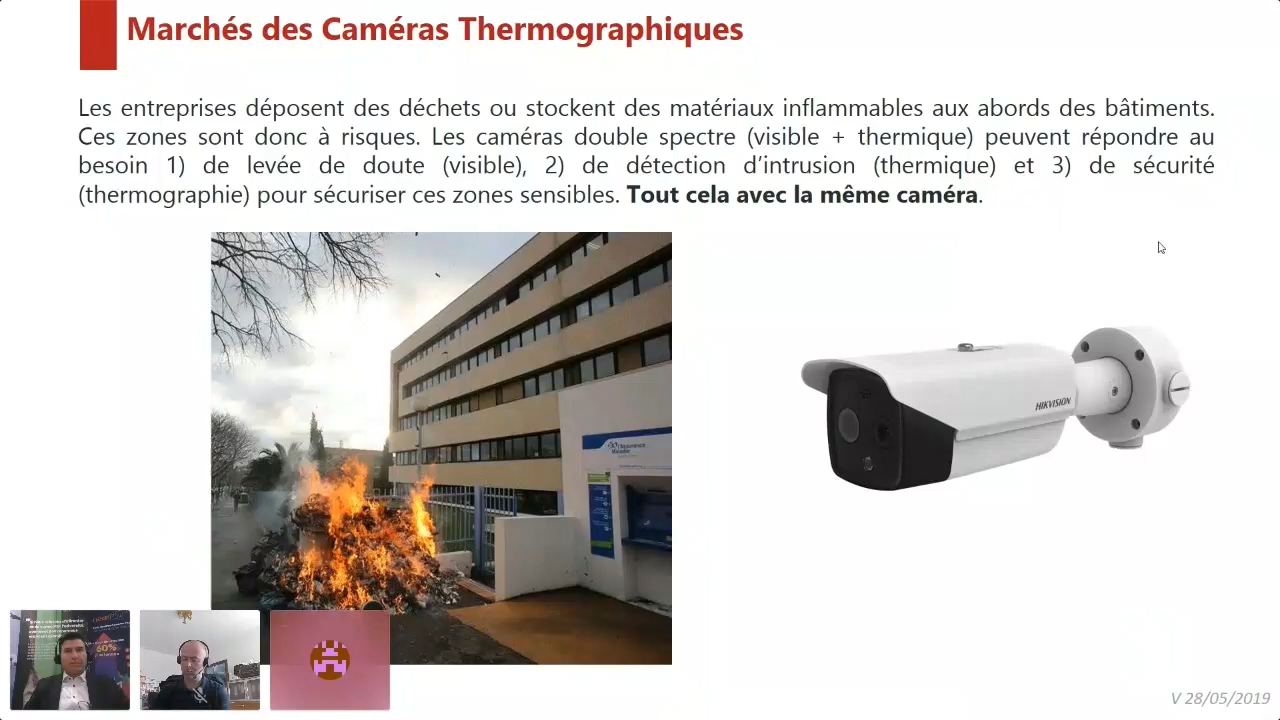 Marchés des Caméras Thermographiques
Les entreprises déposent des déchets ou stockent des matériaux inflammables aux abords des bâtiments.
Ces zones sont donc à risques. Les caméras double spectre (visible + thermique) peuvent répondre au
besoin 1) de levée de doute (visible), 2) de détection d’intrusion (thermique) et 3) de sécurité
(thermographie) pour sécuriser ces zones sensibles. Tout cela avec la même caméra.
HIKVISION
l'Assurance
Maladie
60%
V 28/05/2019